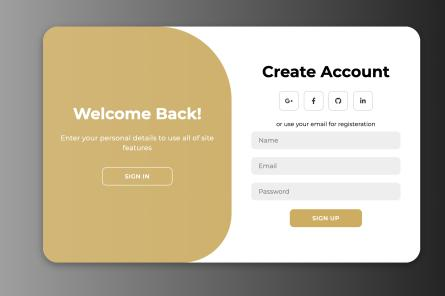 Welcome Back!
Enter your personal details to use all of site
features
SIGN IN
Create Account
G+
f
in
or use your email for registeration
Name
Email
Password
SIGN UP